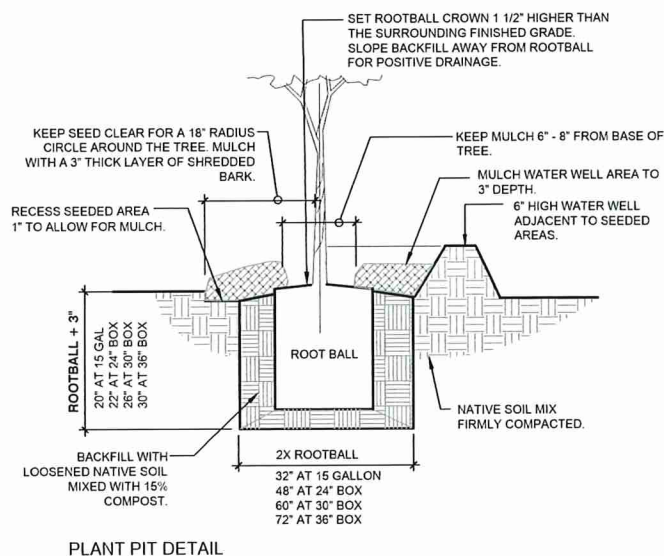 SET ROOTBALL CROWN 1 1/2" HIGHER THAN
THE SURROUNDING FINISHED GRADE.
SLOPE BACKFILL AWAY FROM ROOTBALL
FOR POSITIVE DRAINAGE.
KEEP SEED CLEAR FOR A 18" RADIUS
CIRCLE AROUND THE TREE. MULCH
WITH A 3" THICK LAYER OF SHREDDED
BARK.
KEEP MULCH 6" - 8" FROM BASE OF
TREE.
MULCH WATER WELL AREA TO
3" DEPTH.
RECESS SEEDED AREA
1" TO ALLOW FOR MULCH.
6" HIGH WATER WELL
ADJACENT TO SEEDED
AREAS.
ROOTBALL + 3"
20" AT 15 GAL
22" AT 24" BOX
26" AT 30" BOX
30" AT 36" BOX
ROOT BALL
NATIVE SOIL MIX
FIRMLY COMPACTED.
BACKFILL WITH
LOOSENED NATIVE SOIL
MIXED WITH 15%
COMPOST.
2X ROOTBALL
32" AT 15 GALLON
48" AT 24" BOX
60" AT 30" BOX
72" AT 36" BOX
PLANT PIT DETAIL